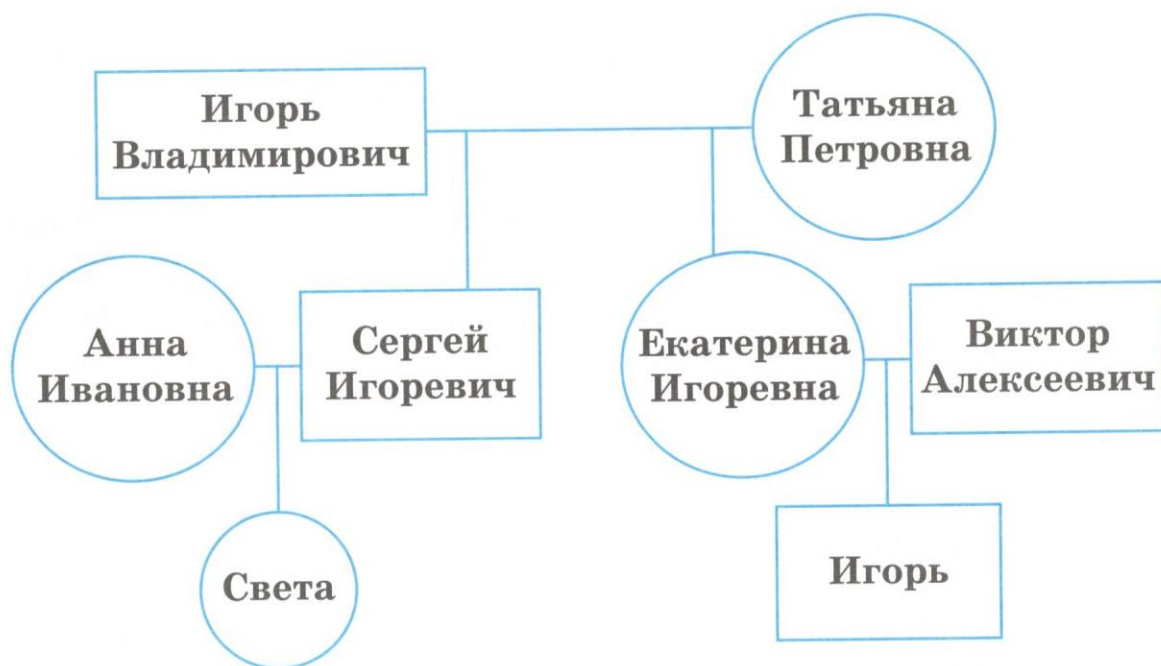 Игорь
Владимирович
Татьяна
Петровна
Анна
Ивановна
Сергей
Игоревич
Екатерина
Игоревна
Виктор
Алексеевич
Света
Игорь